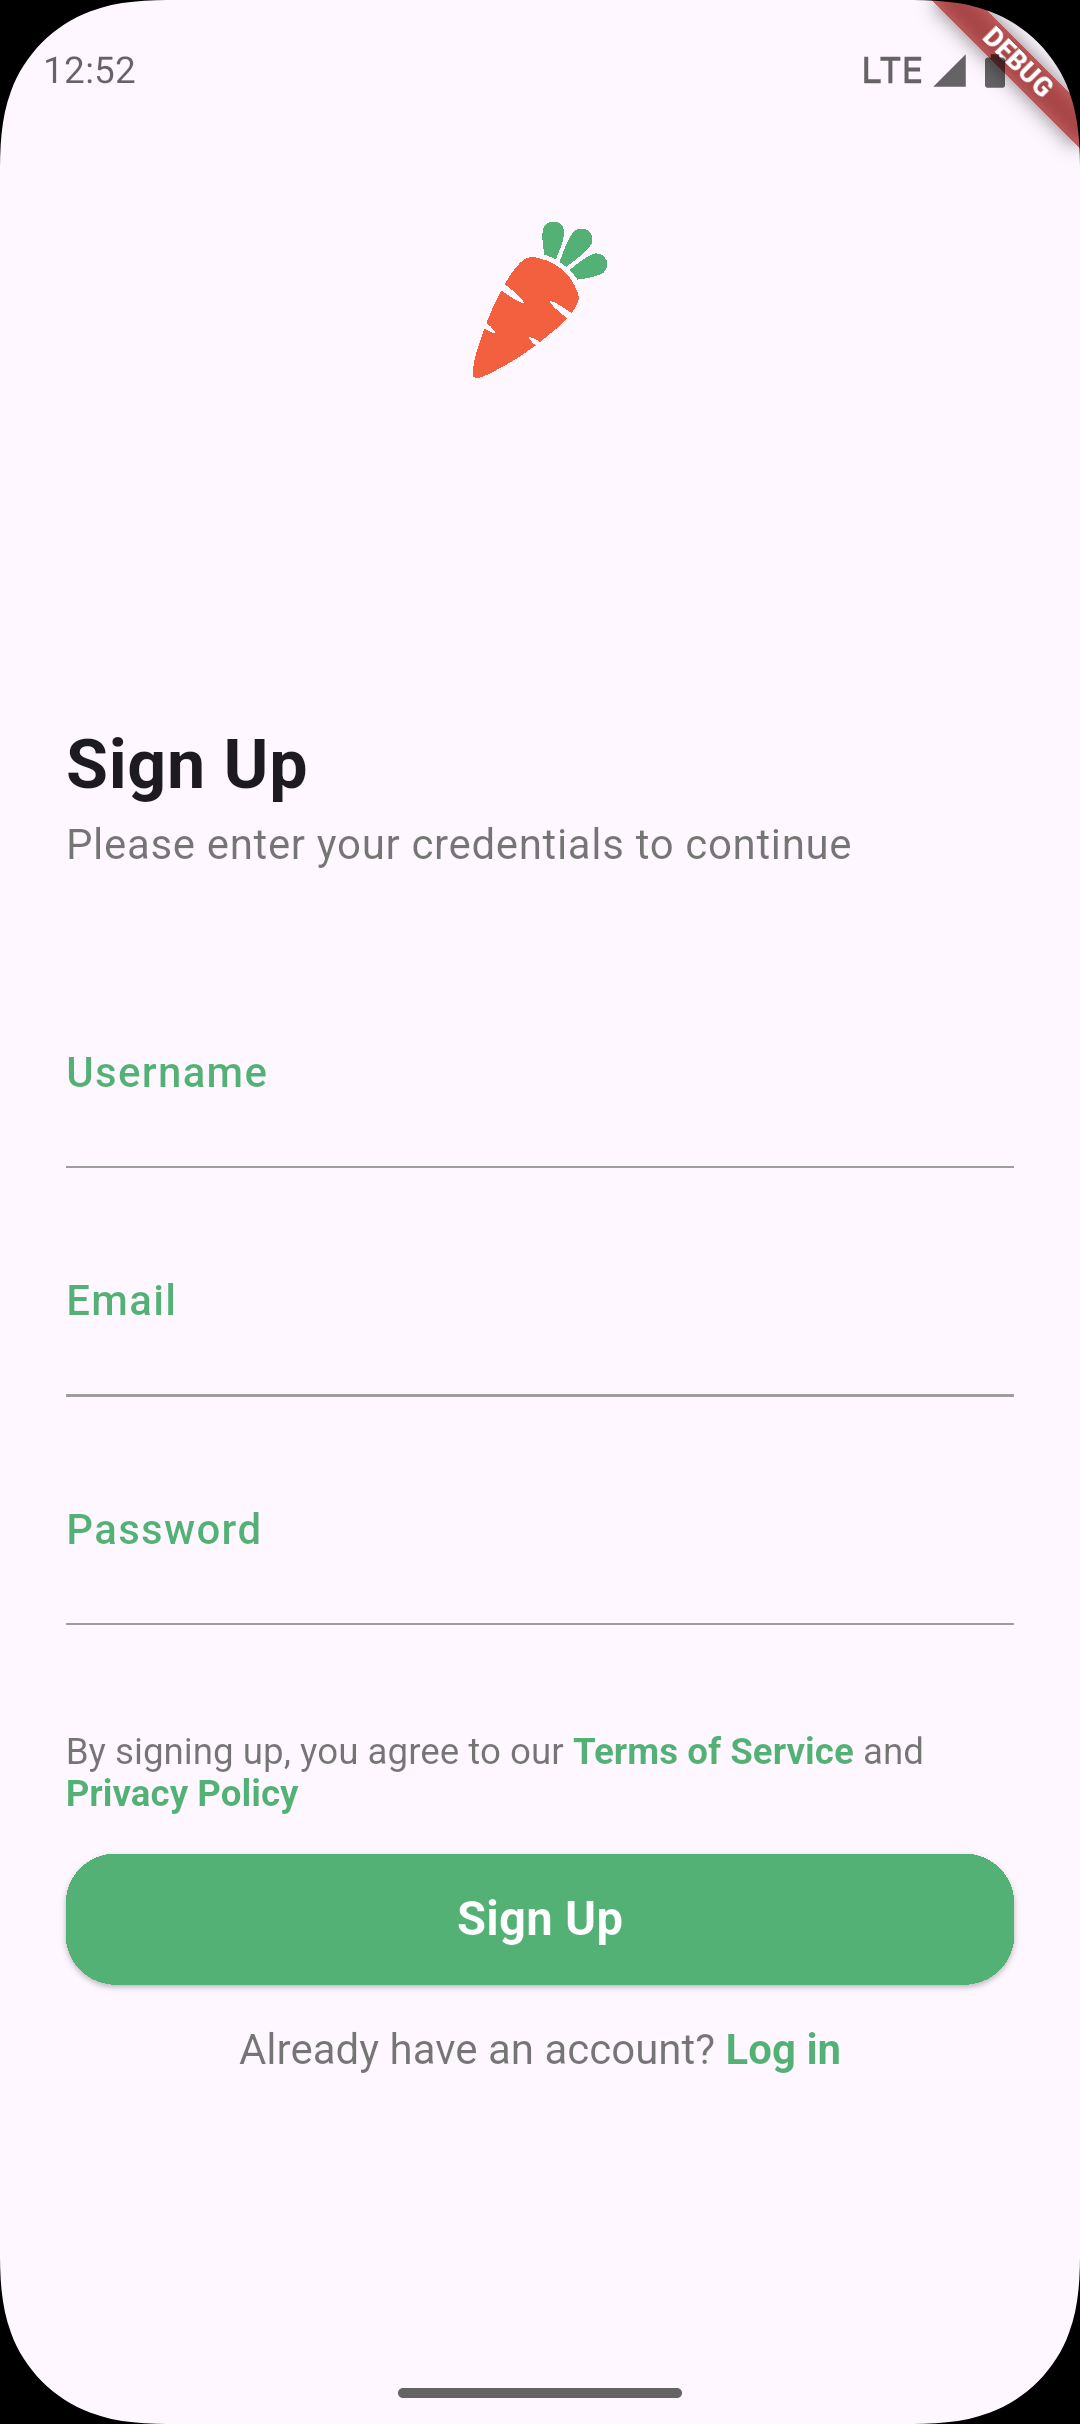 12:52
LTE
DEBUG
Sign Up
Please enter your credentials to continue
Username
Email
Password
By signing up, you agree to our Terms of Service and
Privacy Policy
Sign Up
Already have an account? Log in